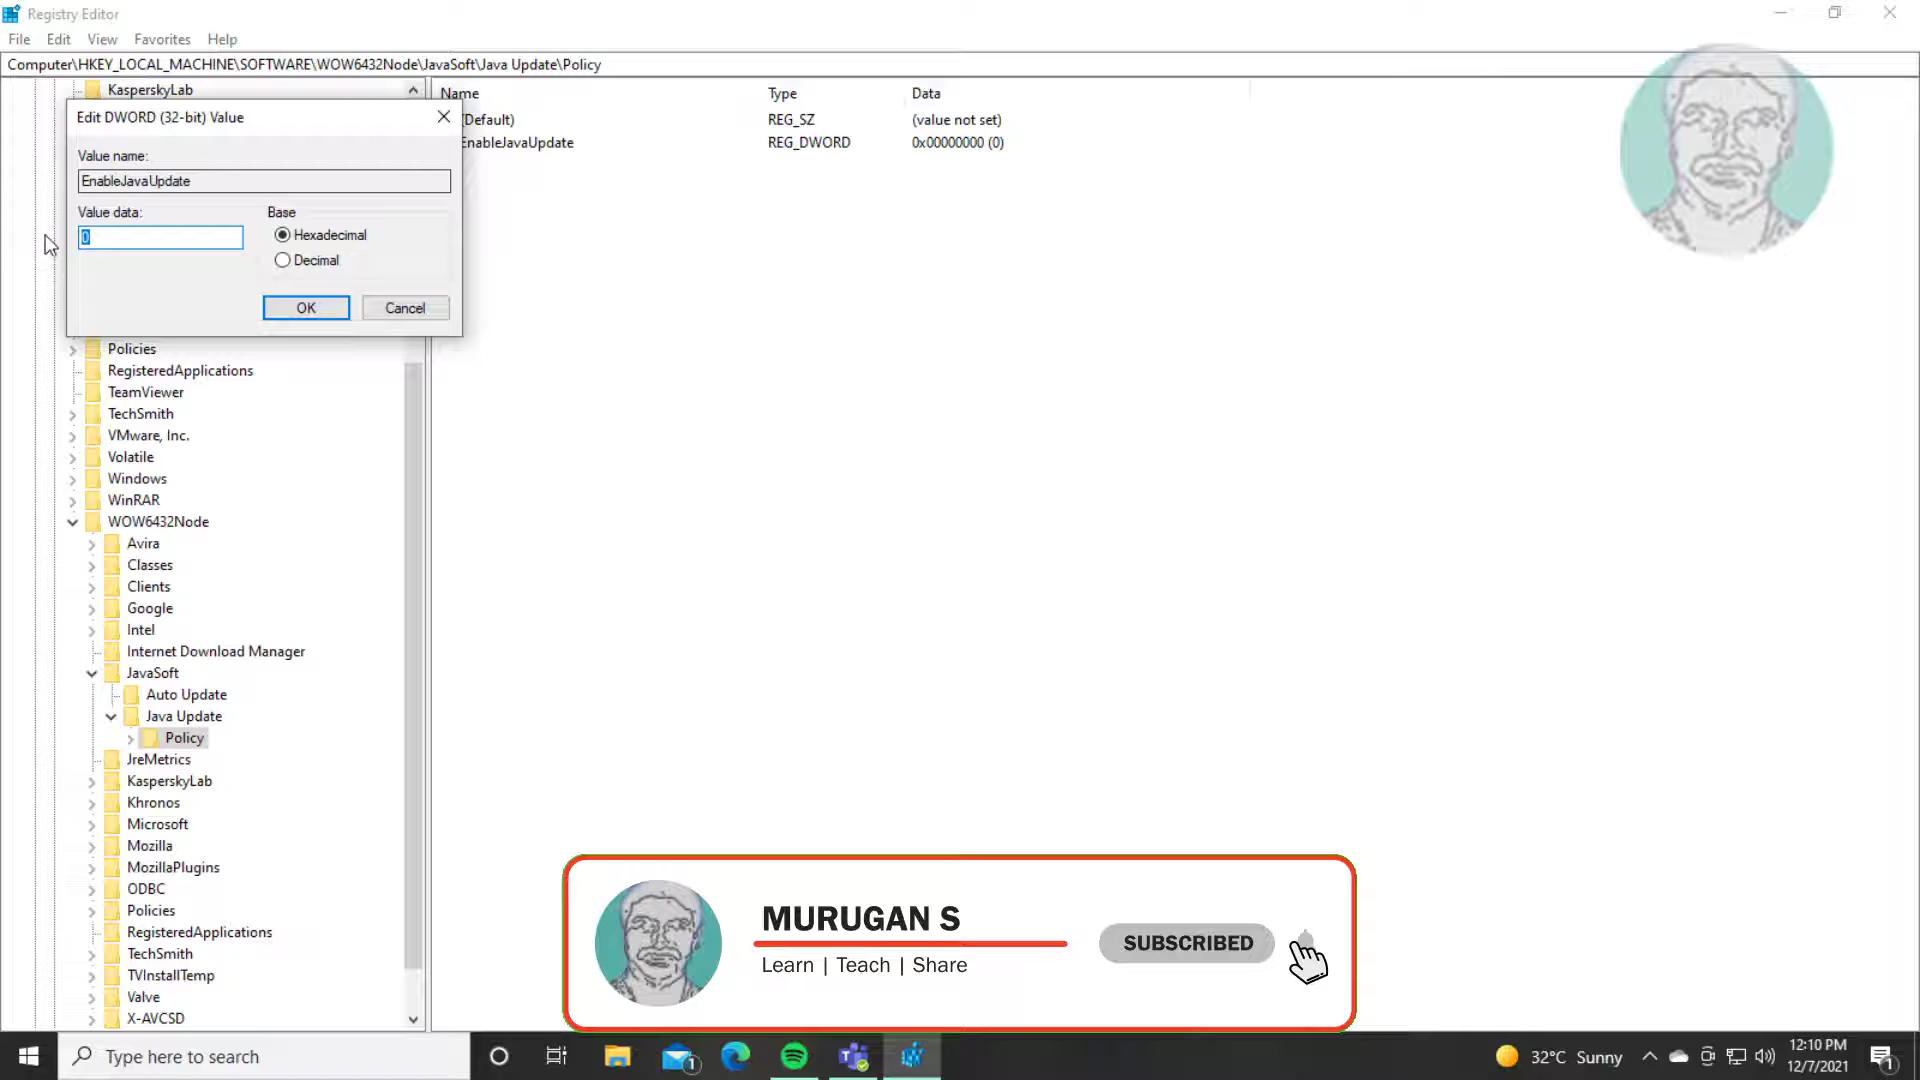 Registry Editor
File Edit View Favorites Help
Computer\HKEY_LOCAL_MACHINE\SOFTWARE\WOW6432Node\JavaSoft\Java Update\Policy
KasperskyLab
Edit DWORD (32-bit) Value
Value name:
EnableJavaUpdate
Value data:
0
Base
Hexadecimal
Decimal
OK Cancel
Name Type Data
(Default) REG_SZ (value not set)
EnableJavaUpdate REG_DWORD 0x00000000 (0)
Policies
RegisteredApplications
TeamViewer
TechSmith
VMware, Inc.
Volatile
Windows
WinRAR
WOW6432Node
Avira
Classes
Clients
Google
Intel
Internet Download Manager
JavaSoft
Auto Update
Java Update
Policy
JreMetrics
KasperskyLab
Khronos
Microsoft
Mozilla
MozillaPlugins
ODBC
Policies
RegisteredApplications
TechSmith
TVInstallTemp
Valve
X-AVCSD
MURUGAN S
Learn | Teach | Share
SUBSCRIBED
Type here to search
1
32°C Sunny
12:10 PM
12/7/2021
1